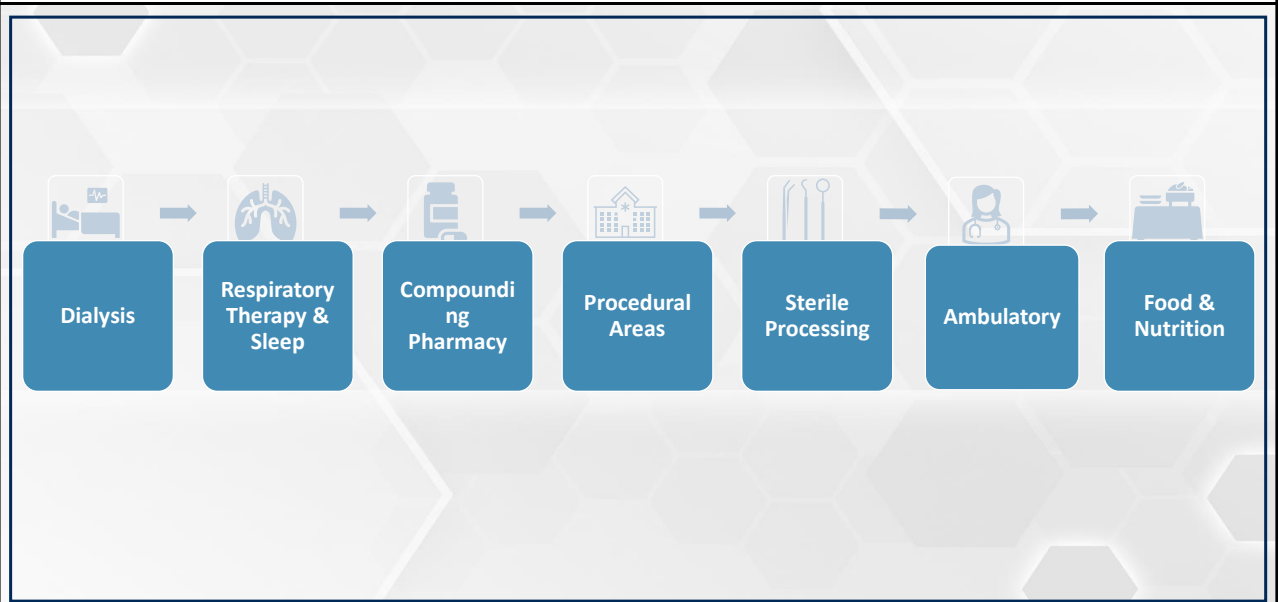 Dialysis
Respiratory
Therapy &
Sleep
Compoundi
ng
Pharmacy
Procedural
Areas
Sterile
Processing
Ambulatory
Food &
Nutrition